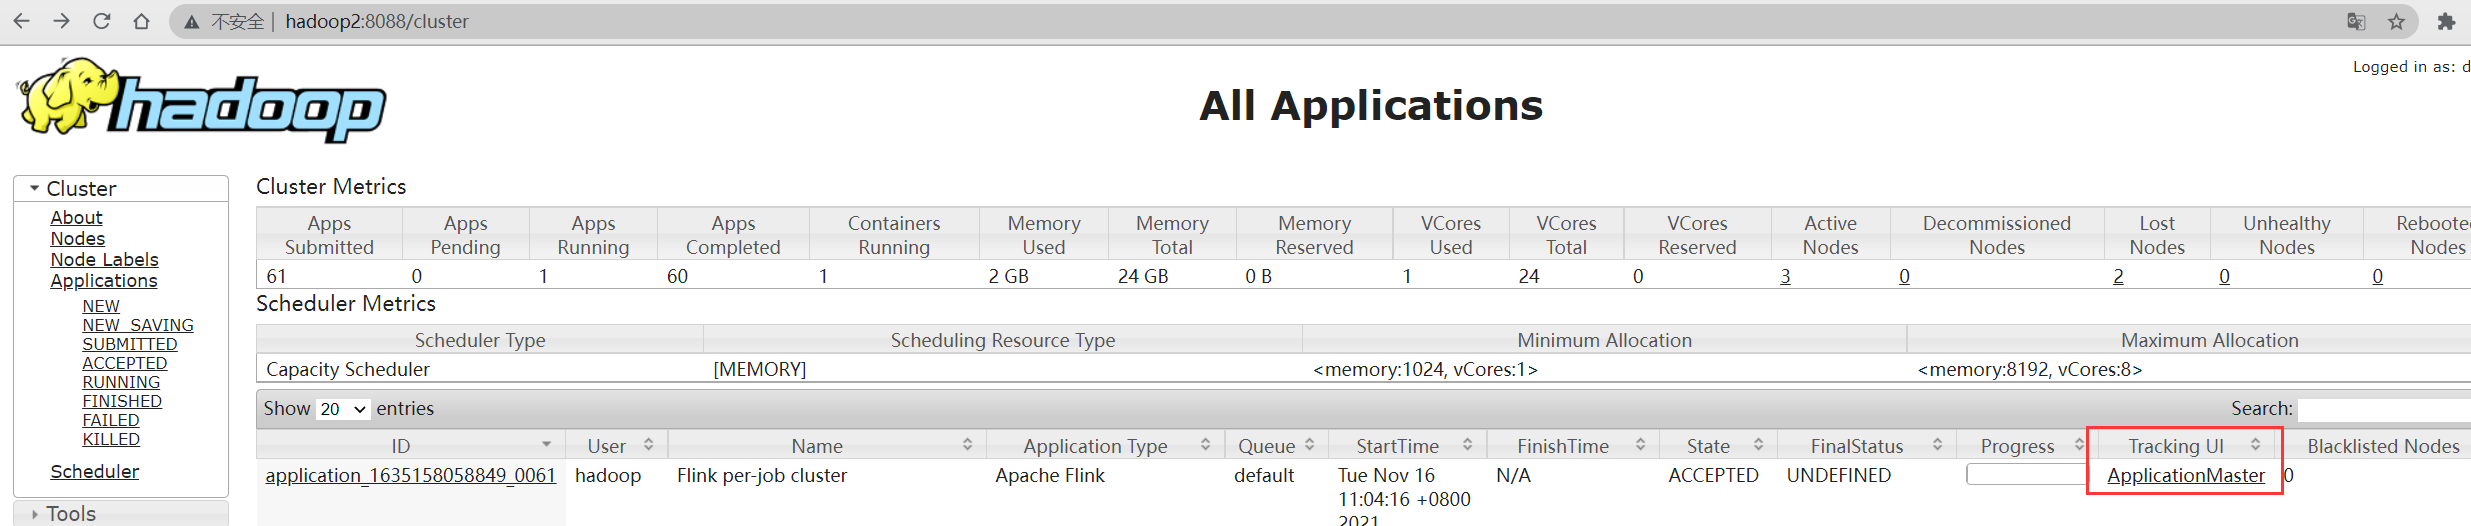 不安全 | hadoop2:8088/cluster
Logged in as: d
hadoop
All Applications
Cluster
About
Nodes
Node Labels
Applications
NEW
NEW_SAVING
SUBMITTED
ACCEPTED
RUNNING
FINISHED
FAILED
KILLED
Scheduler
Tools
Cluster Metrics
Apps Submitted Apps Pending Apps Running Apps Completed Containers Running Memory Used Memory Total Memory Reserved VCores Used VCores Total VCores Reserved Active Nodes Decommissioned Nodes Lost Nodes Unhealthy Nodes Rebooted Nodes
61 0 1 60 1 2 GB 24 GB 0 B 1 24 0 3 0 2 0 0
Scheduler Metrics
Scheduler Type Scheduling Resource Type Minimum Allocation Maximum Allocation
Capacity Scheduler [MEMORY] <memory:1024, vCores:1> <memory:8192, vCores:8>
Show 20 entries Search:
ID User Name Application Type Queue StartTime FinishTime State FinalStatus Progress Tracking UI Blacklisted Nodes
application_1635158058849_0061 hadoop Flink per-job cluster Apache Flink default Tue Nov 16 N/A ACCEPTED UNDEFINED ApplicationMaster 0
11:04:16 +0800
2021